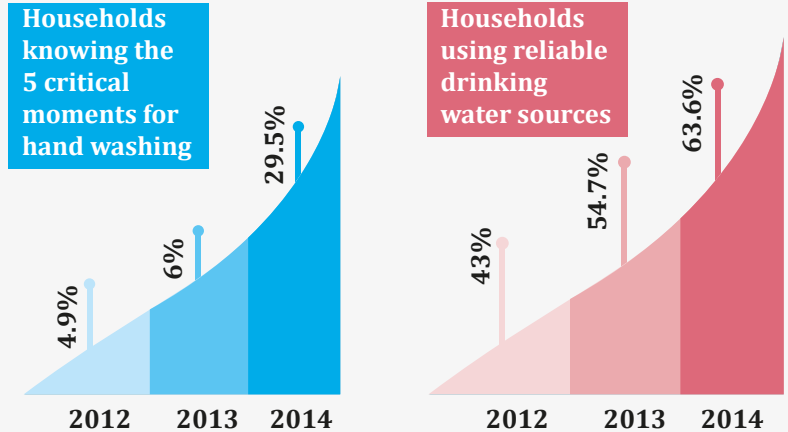 Households
knowing the
5 critical
moments for
hand washing
4.9%
6%
29.5%
2012
2013
2014
Households
using reliable
drinking
water sources
43%
54.7%
63.6%
2012
2013
2014